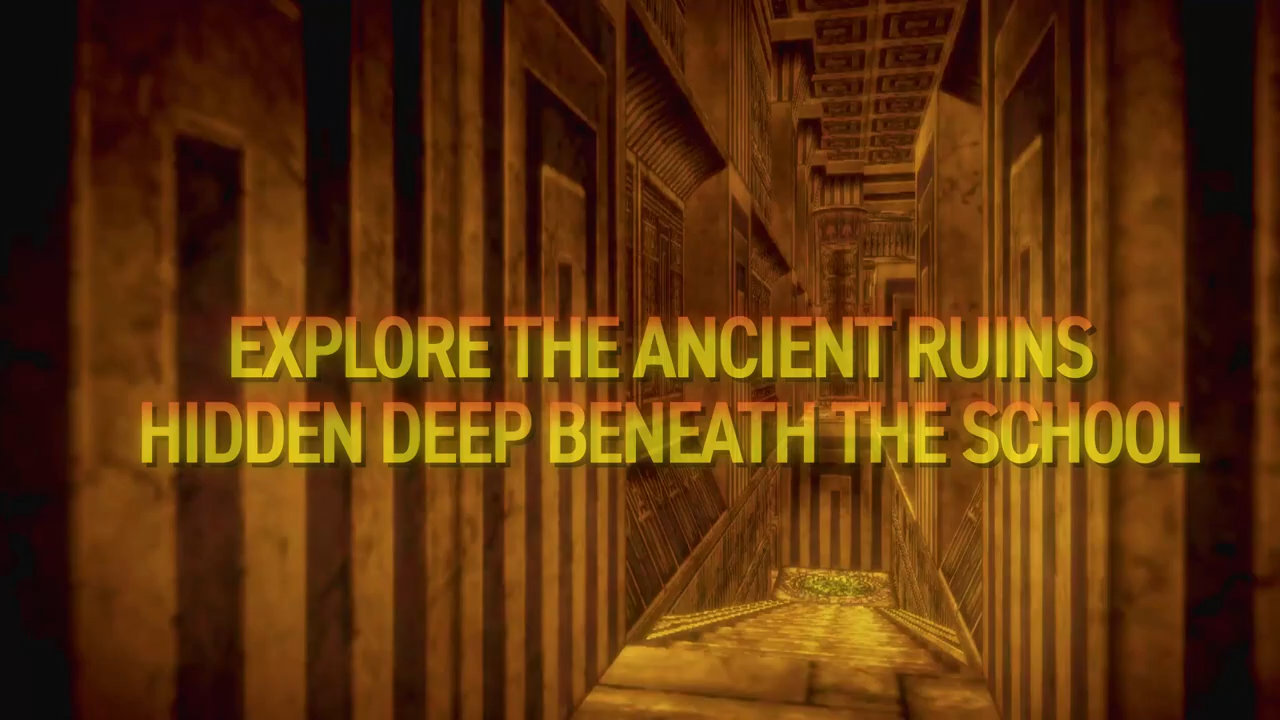 EXPLORE THE ANCIENT RUINS
HIDDEN DEEP BENEATH THE SCHOOL